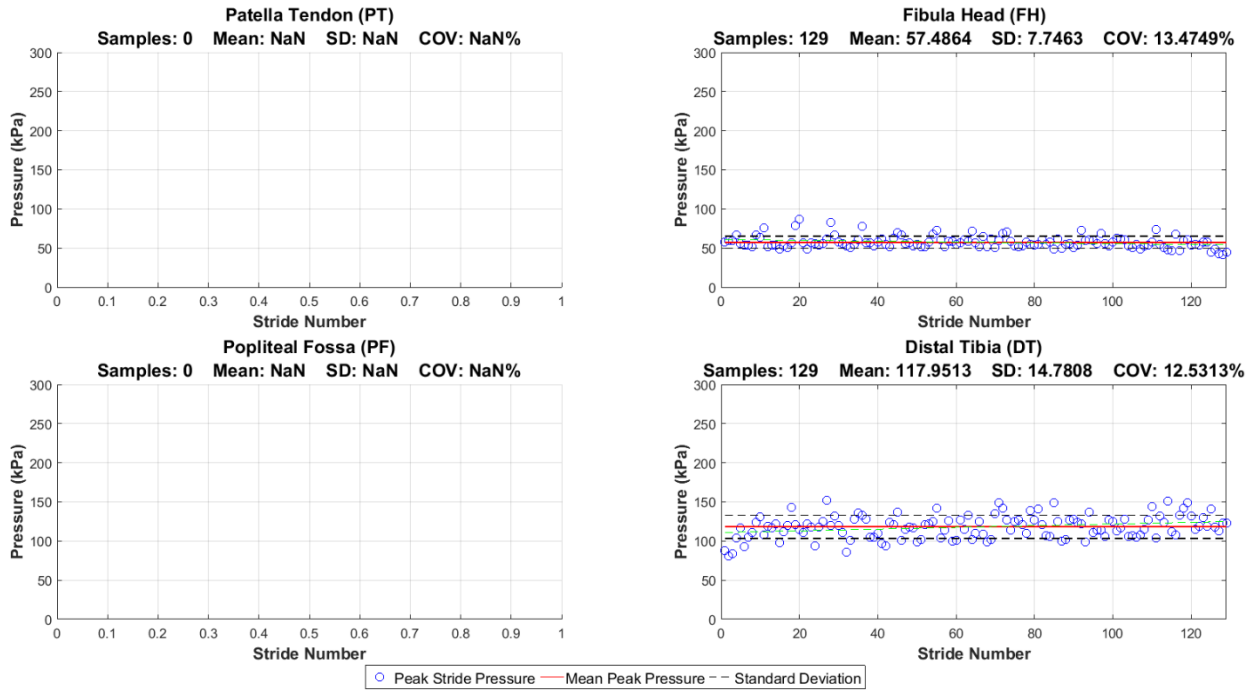 Patella Tendon (PT)
Samples: 0 Mean: NaN SD: NaN COV: NaN%
300
250
200
150
100
50
0
Pressure (kPa)
0 0.1 0.2 0.3 0.4 0.5 0.6 0.7 0.8 0.9 1
Stride Number
Fibula Head (FH)
Samples: 129 Mean: 57.4864 SD: 7.7463 COV: 13.4749%
300
250
200
150
100
50
0
Pressure (kPa)
0 20 40 60 80 100 120
Stride Number
Popliteal Fossa (PF)
Samples: 0 Mean: NaN SD: NaN COV: NaN%
300
250
200
150
100
50
0
Pressure (kPa)
0 0.1 0.2 0.3 0.4 0.5 0.6 0.7 0.8 0.9 1
Stride Number
Distal Tibia (DT)
Samples: 129 Mean: 117.9513 SD: 14.7808 COV: 12.5313%
300
250
200
150
100
50
0
Pressure (kPa)
0 20 40 60 80 100 120
Stride Number
Peak Stride Pressure Mean Peak Pressure Standard Deviation